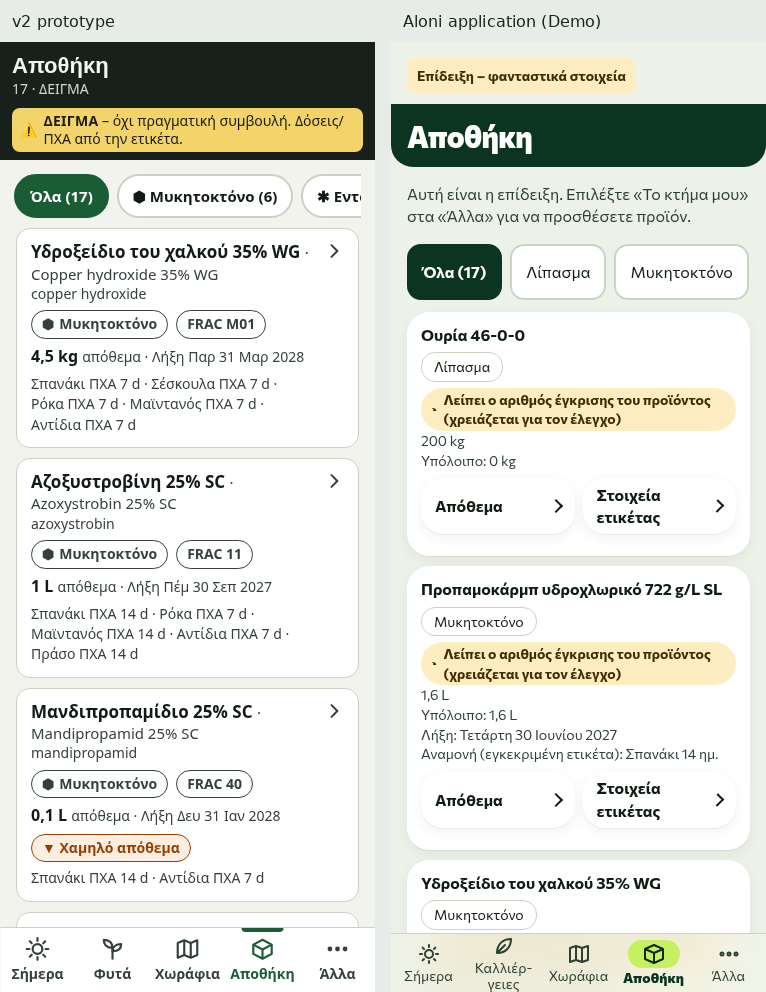 v2 prototype
Αποθήκη
17 · ΔΕΙΓΜΑ
⚠️ ΔΕΙΓΜΑ – όχι πραγματική συμβουλή. Δόσεις/
ΠΧΑ από την ετικέτα.
Όλα (17)
Μυκητοκτόνο (6)
Υδροξείδιο του χαλκού 35% WG ·
Copper hydroxide 35% WG
copper hydroxide
Μυκητοκτόνο
FRAC M01
4,5 kg απόθεμα · Λήξη Παρ 31 Μαρ 2028
Σπανάκι ΠΧΑ 7 d · Σέσκουλα ΠΧΑ 7 d ·
Ρόκα ΠΧΑ 7 d · Μαϊντανός ΠΧΑ 7 d ·
Αντίδια ΠΧΑ 7 d
Αζοξυστροβίνη 25% SC ·
Azoxystrobin 25% SC
azoxystrobin
Μυκητοκτόνο
FRAC 11
1 L απόθεμα · Λήξη Πέμ 30 Σεπ 2027
Σπανάκι ΠΧΑ 14 d · Ρόκα ΠΧΑ 7 d ·
Μαϊντανός ΠΧΑ 14 d · Αντίδια ΠΧΑ 7 d ·
Πράσο ΠΧΑ 14 d
Μανδιπροπαμίδιο 25% SC ·
Mandipropamid 25% SC
mandipropamid
Μυκητοκτόνο
FRAC 40
0,1 L απόθεμα · Λήξη Δευ 31 Ιαν 2028
▼ Χαμηλό απόθεμα
Σπανάκι ΠΧΑ 14 d · Αντίδια ΠΧΑ 7 d
Σήμερα
Φυτά
Χωράφια
Αποθήκη
Άλλα
Aloni application (Demo)
Επίδειξη – φανταστικά στοιχεία
Αποθήκη
Αυτή είναι η επίδειξη. Επιλέξτε «Το κτήμα μου»
στα «Άλλα» για να προσθέσετε προϊόν.
Όλα (17)
Λίπασμα
Μυκητοκτόνο
Ουρία 46-0-0
Λίπασμα
Λείπει ο αριθμός έγκρισης του προϊόντος
(χρειάζεται για τον έλεγχο)
200 kg
Υπόλοιπο: 0 kg
Απόθεμα
Στοιχεία
ετικέτας
Προπαμοκάρμπ υδροχλωρικό 722 g/L SL
Μυκητοκτόνο
Λείπει ο αριθμός έγκρισης του προϊόντος
(χρειάζεται για τον έλεγχο)
1,6 L
Υπόλοιπο: 1,6 L
Λήξη: Τετάρτη 30 Ιουνίου 2027
Αναμονή (εγκεκριμένη ετικέτα): Σπανάκι 14 ημ.
Απόθεμα
Στοιχεία
ετικέτας
Υδροξείδιο του χαλκού 35% WG
Μυκητοκτόνο
Σήμερα
Καλλιέρ-
γειες
Χωράφια
Αποθήκη
Άλλα